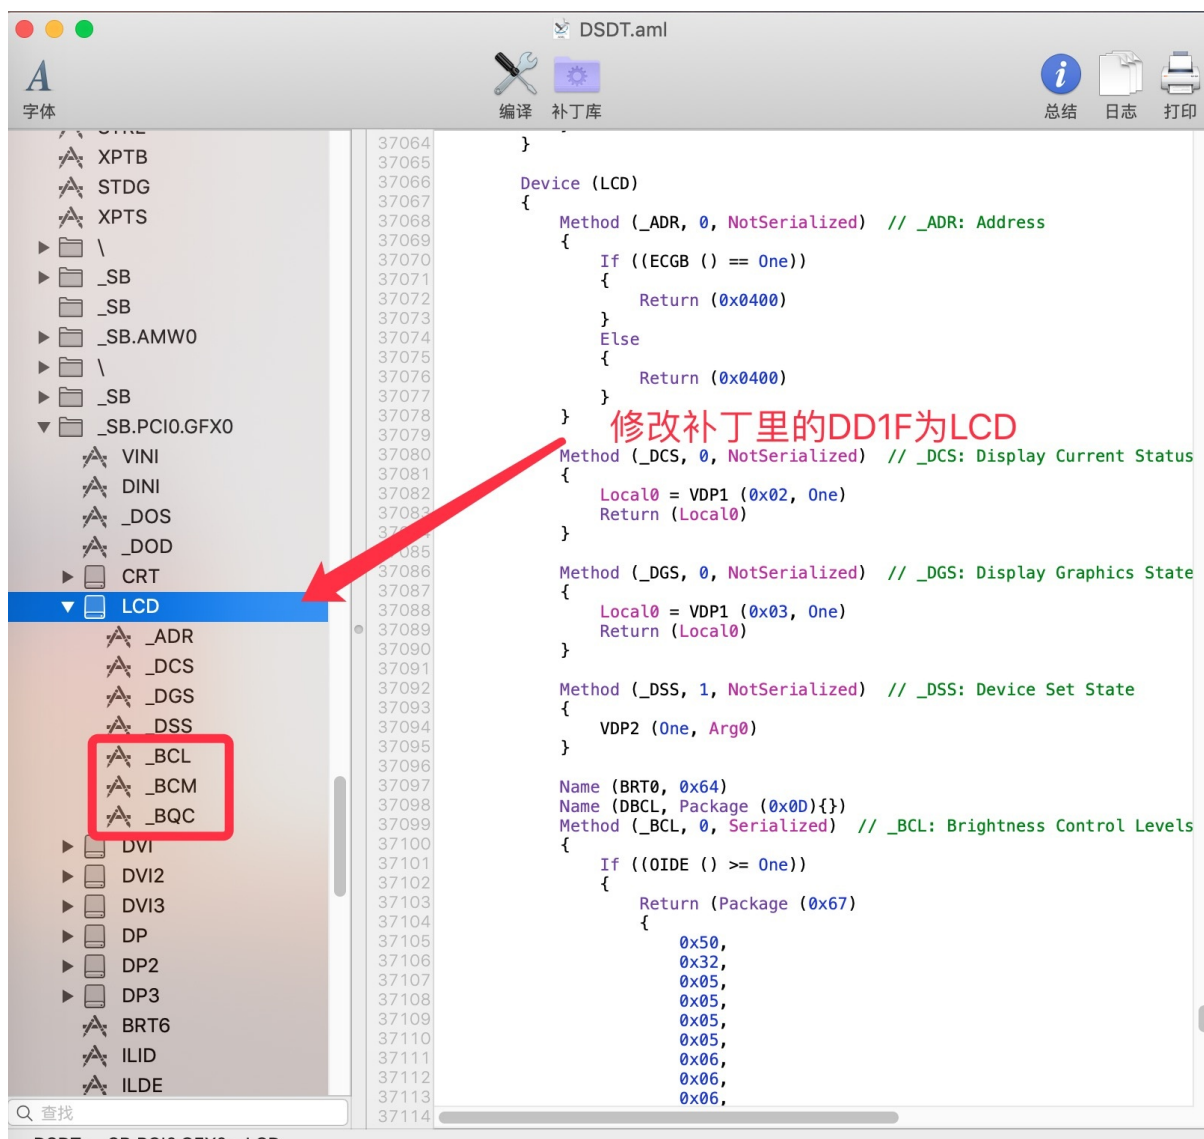 DSDT.aml
字体
编译
补丁库
总结
日志
打印
XPTB
STDG
XPTS
\
_SB
_SB
_SB.AMW0
\
_SB
_SB.PCI0.GFX0
VINI
DINI
_DOS
_DOD
CRT
LCD
_ADR
_DCS
_DGS
_DSS
_BCL
_BCM
_BQC
DVI
DVI2
DVI3
DP
DP2
DP3
BRT6
ILID
ILDE
查找
37064 }
37065
37066 Device (LCD)
37067 {
37068 Method (_ADR, 0, NotSerialized) // _ADR: Address
37069 {
37070 If ((ECGB () == One))
37071 {
37072 Return (0x0400)
37073 }
37074 Else
37075 {
37076 Return (0x0400)
37077 }
37078 }
修改补丁里的DD1F为LCD
37079
37080 Method (_DCS, 0, NotSerialized) // _DCS: Display Current Status
37081 {
37082 Local0 = VDP1 (0x02, One)
37083 Return (Local0)
}
37086 Method (_DGS, 0, NotSerialized) // _DGS: Display Graphics State
37087 {
37088 Local0 = VDP1 (0x03, One)
37089 Return (Local0)
37090 }
37091
37092 Method (_DSS, 1, NotSerialized) // _DSS: Device Set State
37093 {
37094 VDP2 (One, Arg0)
37095 }
37096
37097 Name (BRT0, 0x64)
37098 Name (DBCL, Package (0x0D){})
37099 Method (_BCL, 0, Serialized) // _BCL: Brightness Control Levels
37100 {
37101 If ((OIDE () >= One))
37102 {
37103 Return (Package (0x67)
37104 {
37105 0x50,
37106 0x32,
37107 0x05,
37108 0x05,
37109 0x05,
37110 0x05,
37111 0x06,
37112 0x06,
37113 0x06,
37114